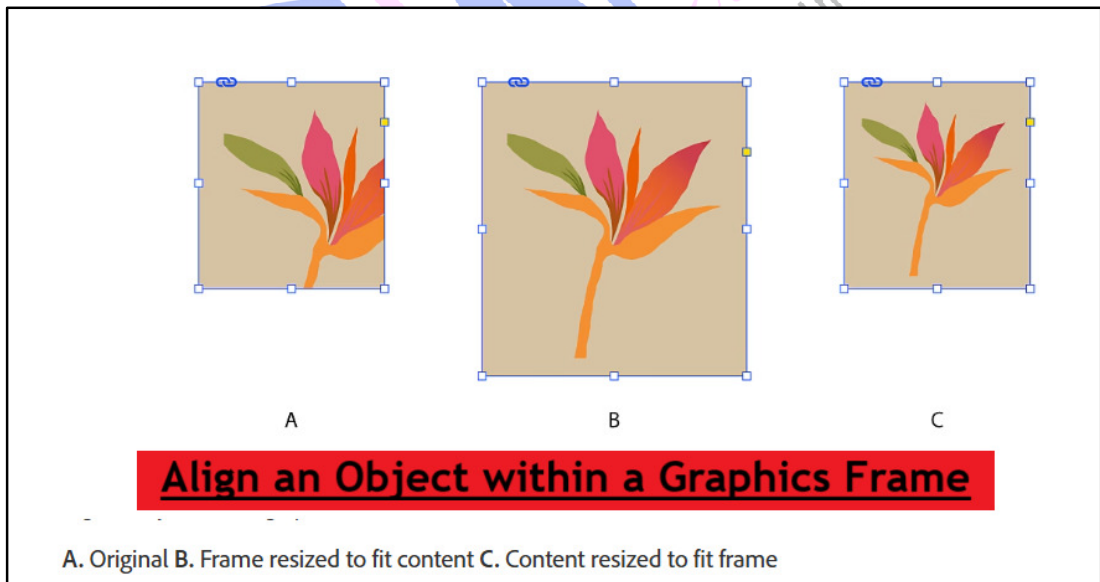 A
B
C
Align an Object within a Graphics Frame
A. Original B. Frame resized to fit content C. Content resized to fit frame